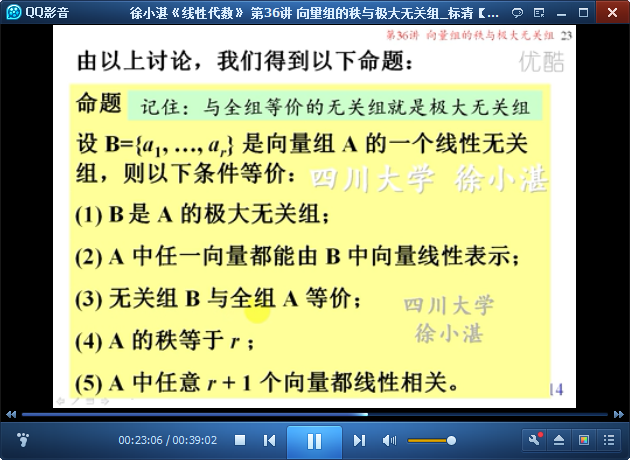 QQ影音
徐小湛《线性代数》 第36讲 向量组的秩与极大无关组_标清【...
第36讲 向量组的秩与极大无关组 23
由以上讨论，我们得到以下命题：
优酷
命题 记住：与全组等价的无关组就是极大无关组
设 B={a1, …, ar} 是向量组 A 的一个线性无关
组，则以下条件等价：
四川大学 徐小湛
(1) B 是 A 的极大无关组；
(2) A 中任一向量都能由 B 中向量线性表示；
(3) 无关组 B 与全组 A 等价；
四川大学
徐小湛
(4) A 的秩等于 r；
(5) A 中任意 r + 1 个向量都线性相关。
14
00:23:06 / 00:39:02